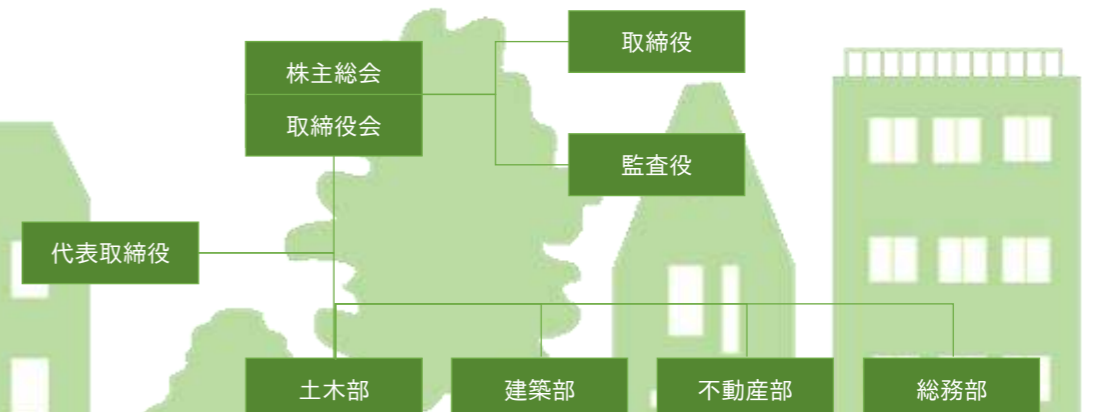 取締役
株主総会
取締役会
監査役
代表取締役
土木部
建築部
不動産部
総務部